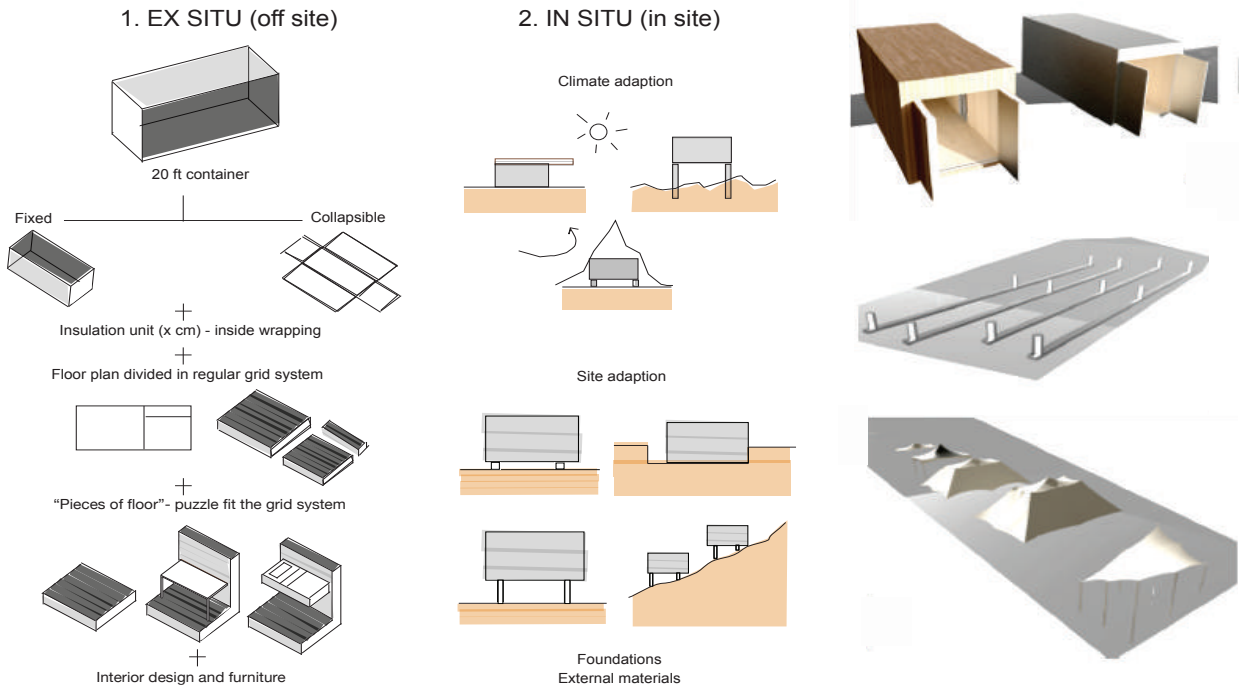 1. EX SITU (off site)
20 ft container
Fixed
Collapsible
Insulation unit (x cm) - inside wrapping
Floor plan divided in regular grid system
“Pieces of floor”- puzzle fit the grid system
Interior design and furniture
2. IN SITU (in site)
Climate adaption
Site adaption
Foundations
External materials